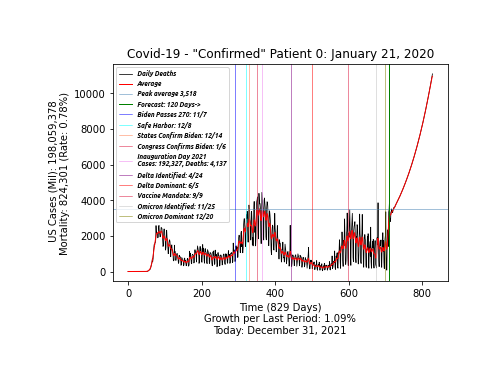 Covid-19 - "Confirmed" Patient 0: January 21, 2020
Daily Deaths
Average
Peak average 3,518
Forecast: 120 Days->
Biden Passes 270: 11/7
Safe Harbor: 12/8
States Confirm Biden: 12/14
Congress Confirms Biden: 1/6
Inauguration Day 2021
Cases: 192,327, Deaths: 4,137
Delta Identified: 4/24
Delta Dominant: 6/5
Vaccine Mandate: 9/9
Omicron Identified: 11/25
Omicron Dominant 12/20
US Cases (Mil): 198,059,378
Mortality: 824,301 (Rate: 0.78%)
10000
8000
6000
4000
2000
0
0 200 400 600 800
Time (829 Days)
Growth per Last Period: 1.09%
Today: December 31, 2021